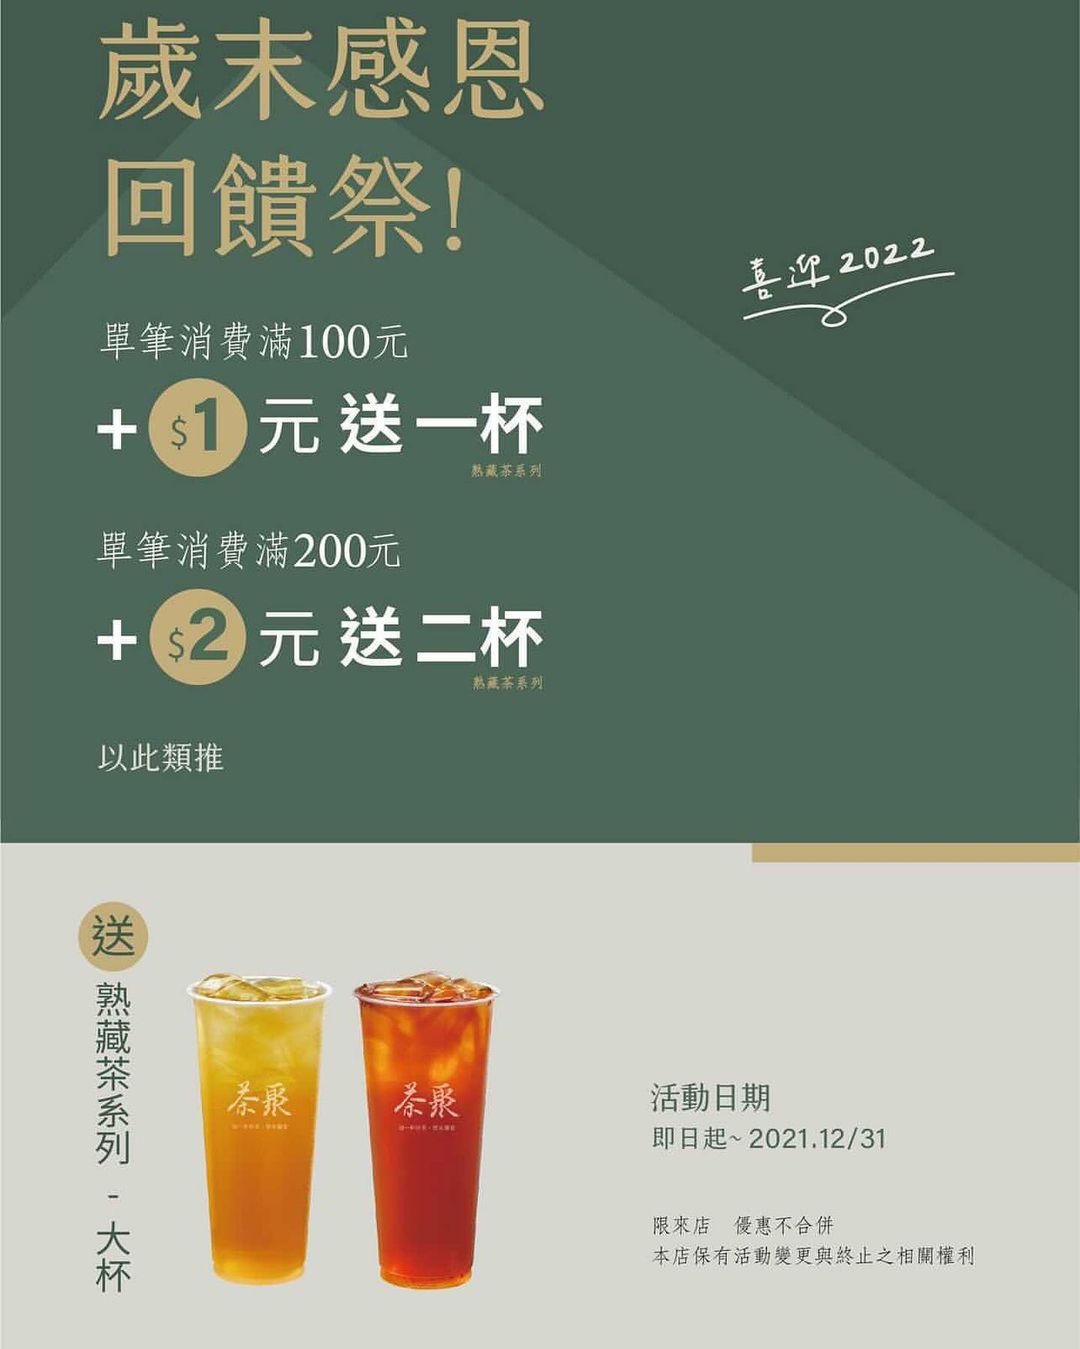 歲末感恩
回饋祭!
喜迎2022
單筆消費滿100元
+$1元送一杯
熟藏茶系列
單筆消費滿200元
+$2元送二杯
熟藏茶系列
以此類推
送
熟藏茶系列-大杯
茶聚
茶聚
活動日期
即日起~2021.12/31
限來店 優惠不合併
本店保有活動變更與終止之相關權利